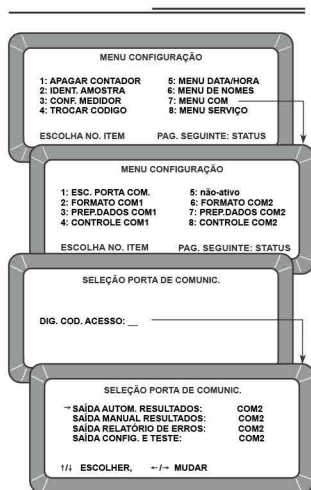 MENU CONFIGURAÇÃO
1: APAGAR CONTADOR 5: MENU DATA/HORA
2: IDENT. AMOSTRA 6: MENU DE NOMES
3: CONF. MEDIDOR 7: MENU COM
4: TROCAR CODIGO 8: MENU SERVIÇO
ESCOLHA NO. ITEM PAG. SEGUINTE: STATUS
MENU CONFIGURAÇÃO
1: ESC. PORTA COM. 5: não-ativo
2: FORMATO COM1 6: FORMATO COM2
3: PREP.DADOS COM1 7: PREP.DADOS COM2
4: CONTROLE COM1 8: CONTROLE COM2
ESCOLHA NO. ITEM PAG. SEGUINTE: STATUS
SELEÇÃO PORTA DE COMUNIC.
DIG. COD. ACESSO: __
SELEÇÃO PORTA DE COMUNIC.
→ SAÍDA AUTOM. RESULTADOS: COM2
SAÍDA MANUAL RESULTADOS: COM2
SAÍDA RELATÓRIO DE ERROS: COM2
SAÍDA CONFIG. E TESTE: COM2
↑/↓ ESCOLHER, ←/→ MUDAR